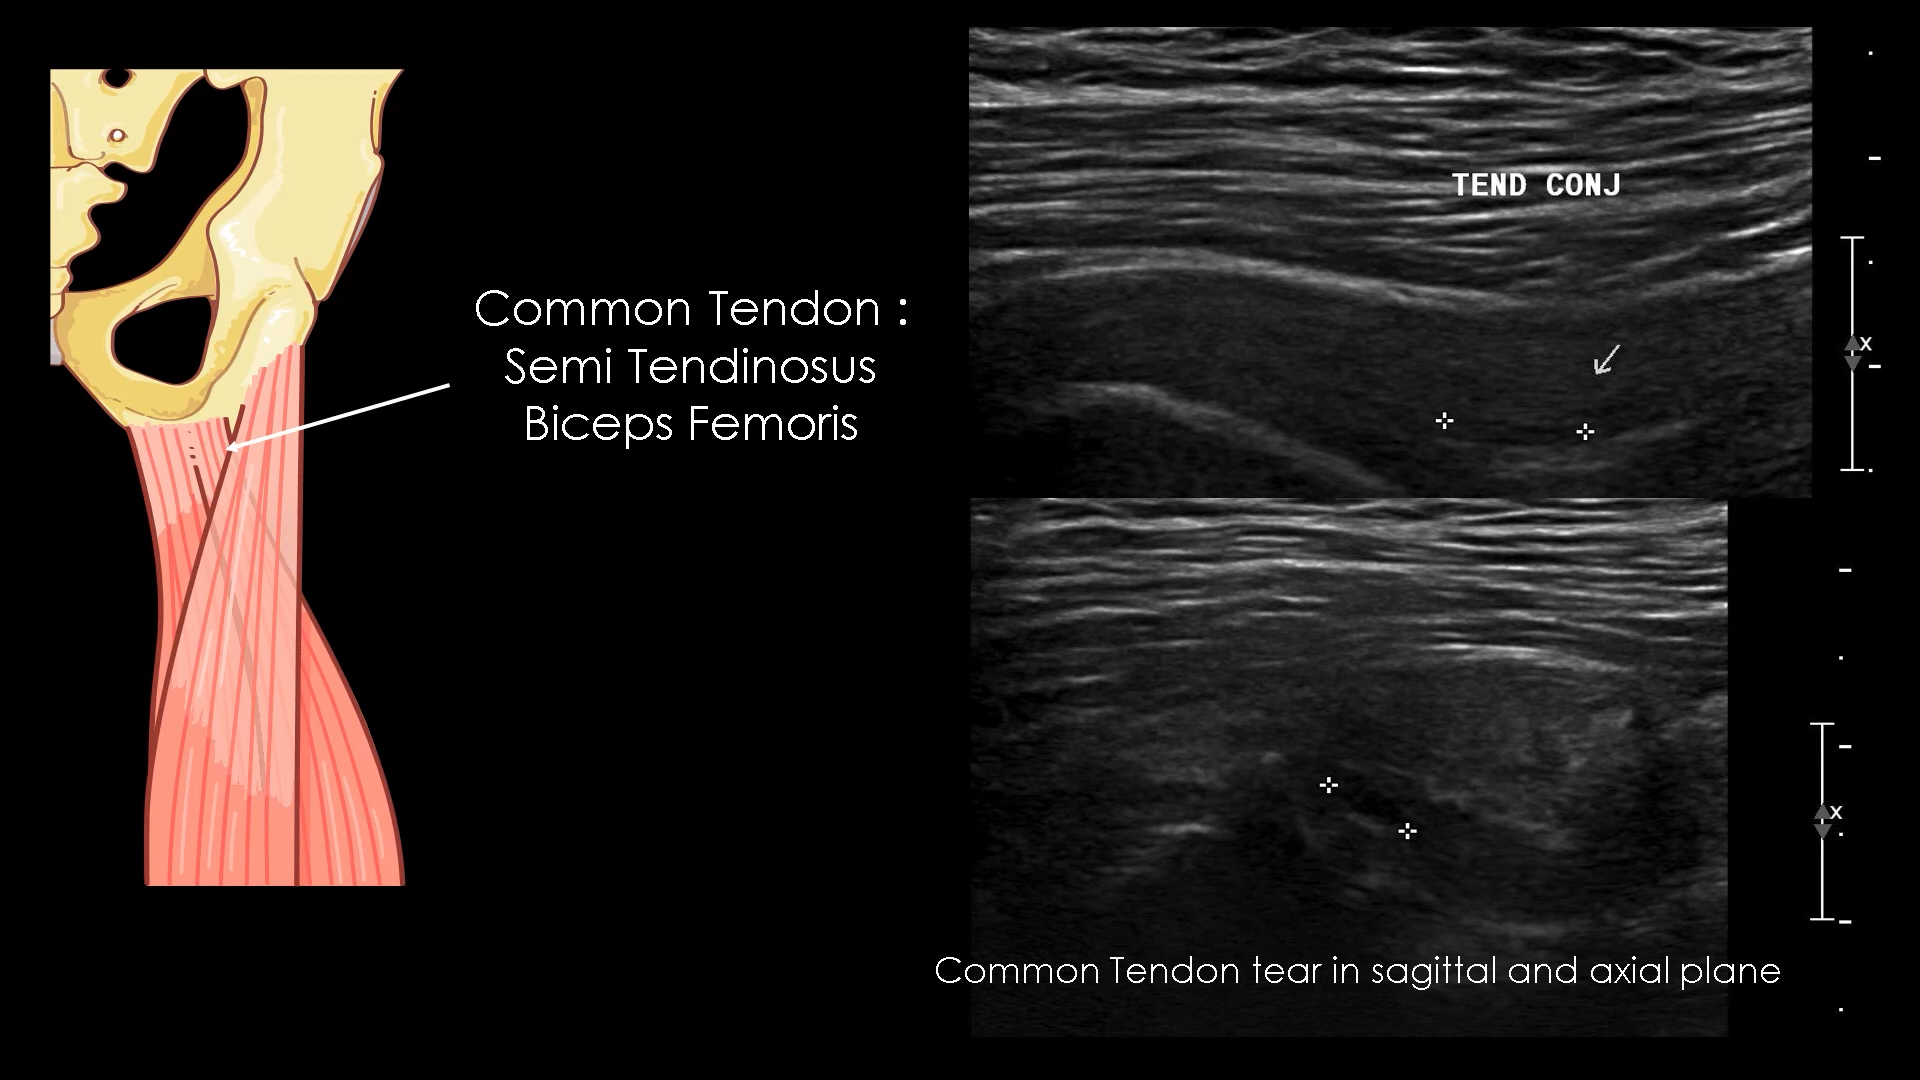 Common Tendon :
Semi Tendinosus
Biceps Femoris
TEND CONJ
x
x
Common Tendon tear in sagittal and axial plane